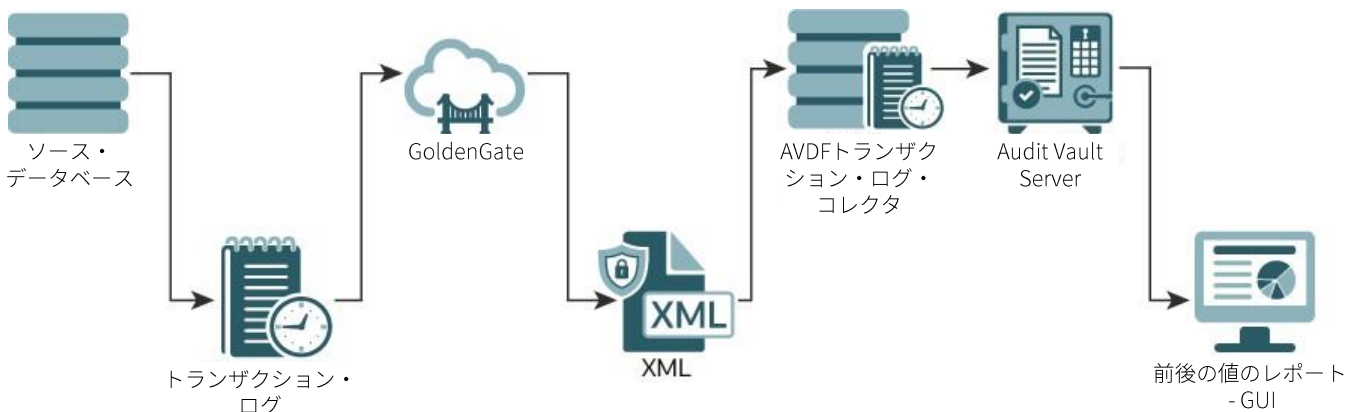 ソース・
データベース
トランザクション・
ログ
GoldenGate
XML
XML
AVDFトランザク
ション・ログ・
コレクタ
Audit Vault
Server
前後の値のレポート
- GUI